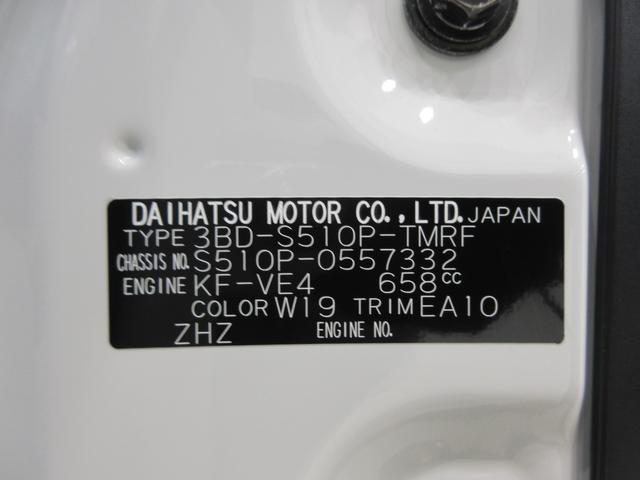 DAIHATSU MOTOR CO.,LTD. JAPAN
TYPE 3BD-S510P-TMRF
CHASSIS NO. S510P-0557332
ENGINE KF-VE4 658cc
COLOR W19 TRIM EA10
ZHZ ENGINE NO.